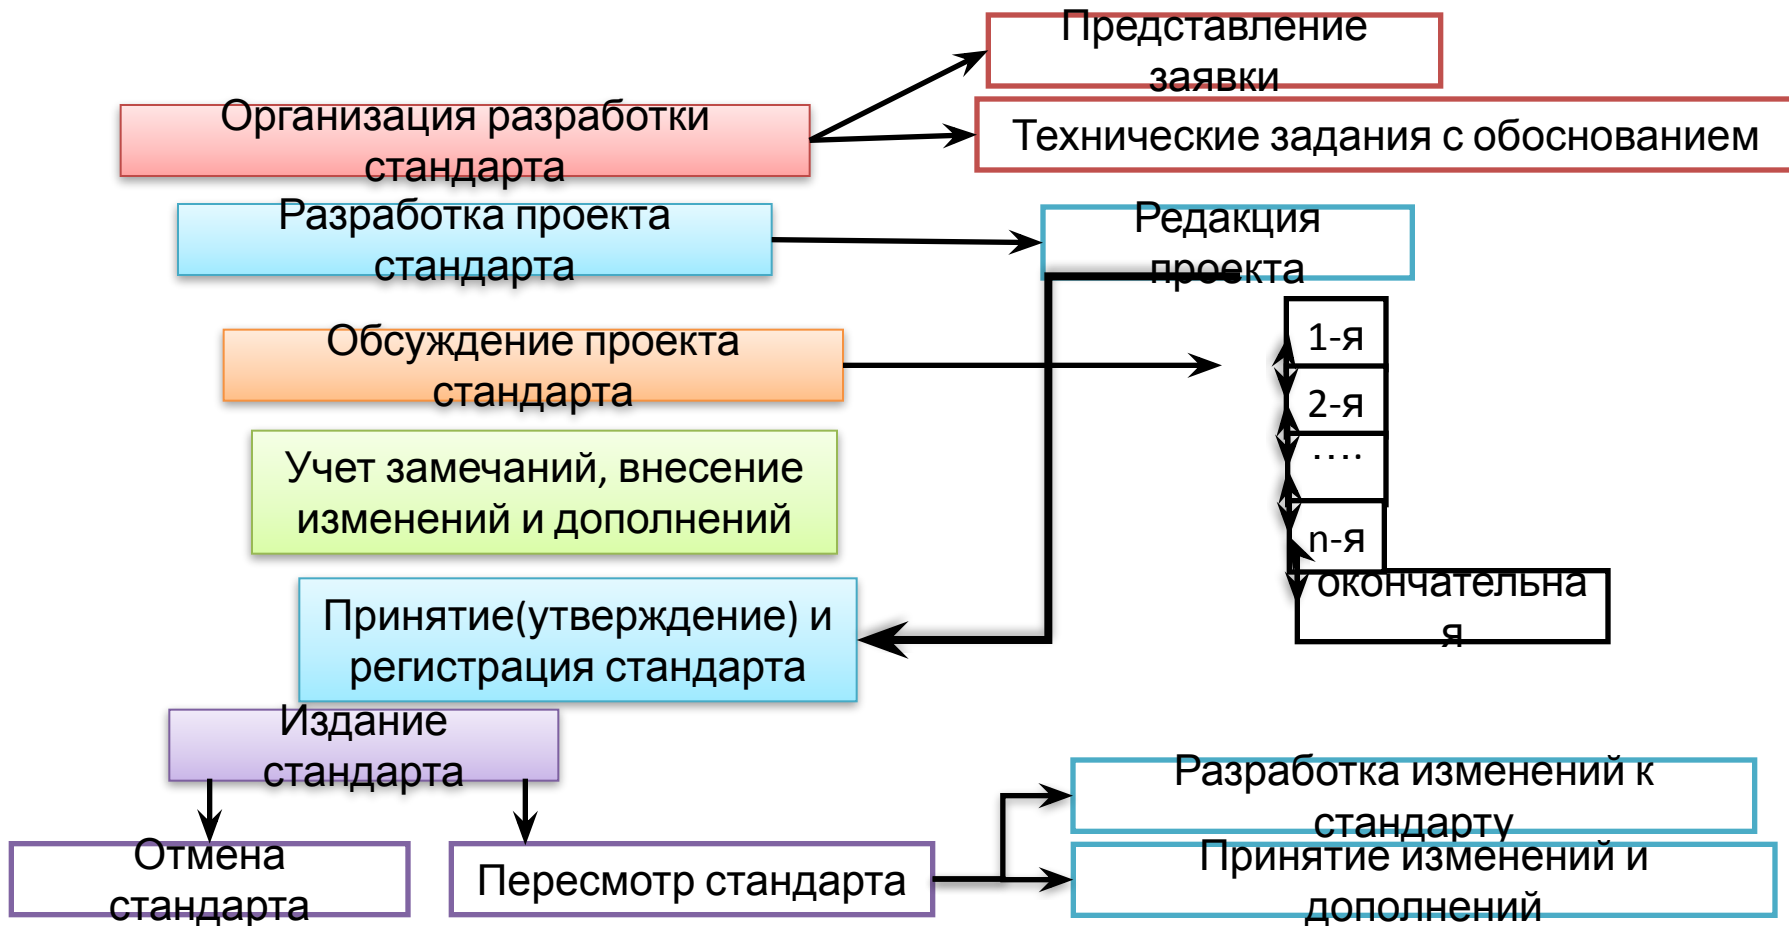 Представление
заявки
Организация разработки
стандарта
Технические задания с обоснованием
Разработка проекта
стандарта
Редакция
проекта
Обсуждение проекта
стандарта
1-я
2-я
....
n-я
окончательна
я
Учет замечаний, внесение
изменений и дополнений
Принятие(утверждение) и
регистрация стандарта
Издание
стандарта
Отмена
стандарта
Пересмотр стандарта
Разработка изменений к
стандарту
Принятие изменений и
дополнений